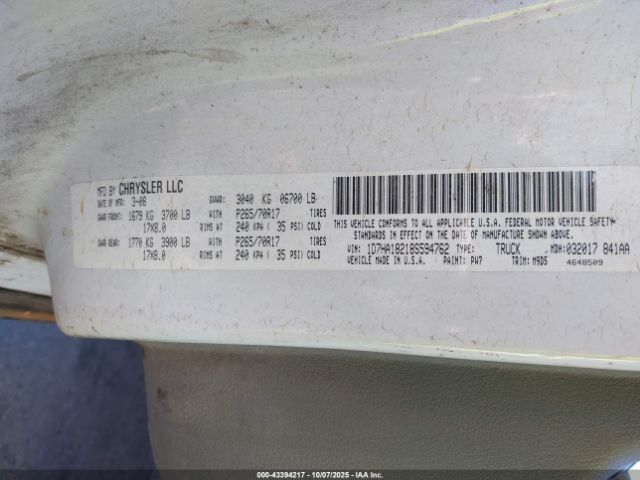 MFD BY CHRYSLER LLC
DATE OF MFR: 3-08 GVWR: 3040 KG 06700 LB
GAWR FRONT: 1679 KG 3700 LB WITH P265/70R17 TIRES
17X8.0 RIMS AT 240 KPA ( 35 PSI) COLD
GAWR REAR: 1770 KG 3900 LB WITH P265/70R17 TIRES
17X8.0 RIMS AT 240 KPA ( 35 PSI) COLD
THIS VEHICLE CONFORMS TO ALL APPLICABLE U.S.A. FEDERAL MOTOR VEHICLE SAFETY
STANDARDS IN EFFECT ON THE DATE OF MANUFACTURE SHOWN ABOVE.
VIN: 1D7HA18218S594762 TYPE: TRUCK MDH: 032017 841AA
VEHICLE MADE IN U.S.A. PAINT: PW7 TRIM: M9D5 4648509
000-43394217 - 10/07/2025 - IAA Inc.